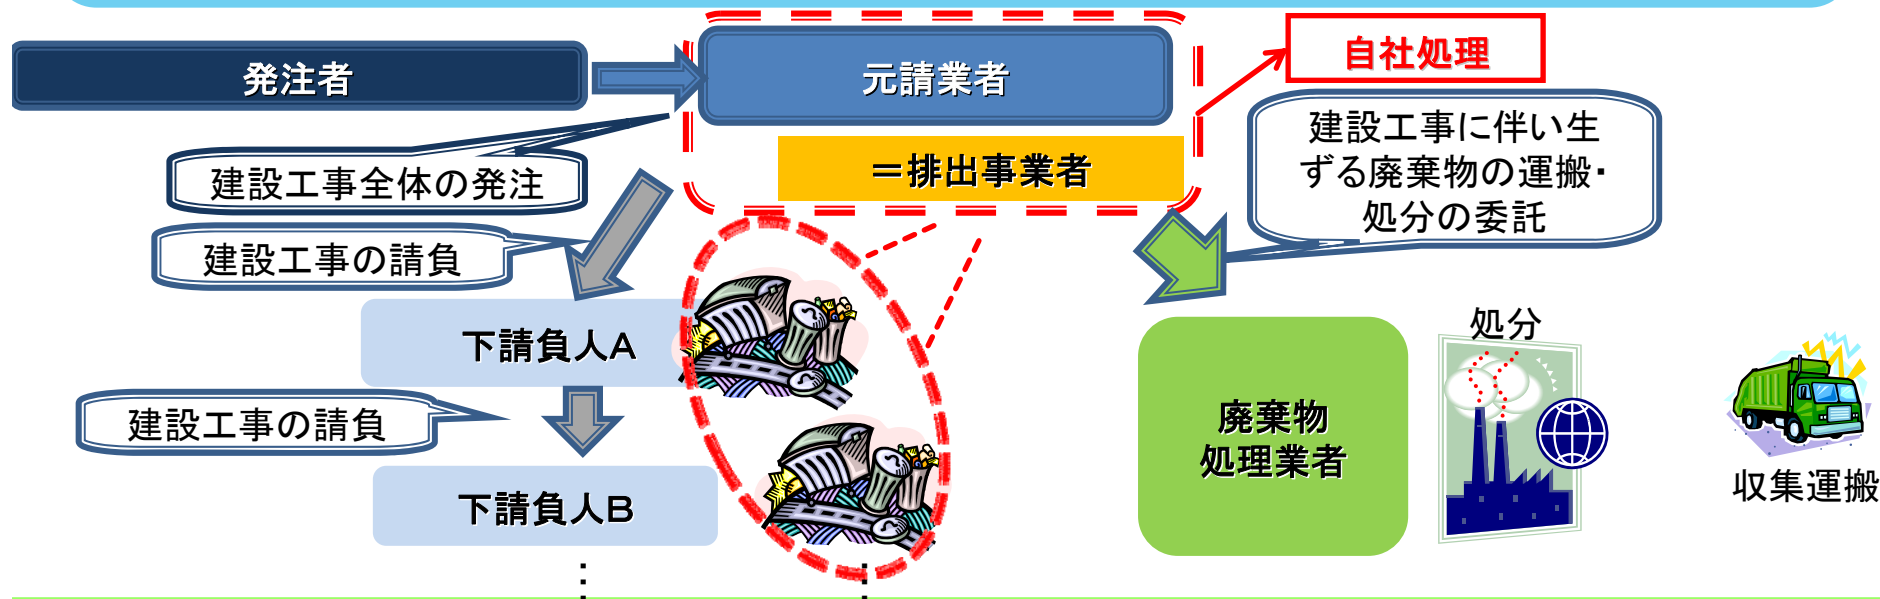 発注者
元請業者
自社処理
＝排出事業者
建設工事全体の発注
建設工事に伴い生
ずる廃棄物の運搬・
処分の委託
建設工事の請負
下請負人Ａ
建設工事の請負
下請負人Ｂ
廃棄物
処理業者
処分
収集運搬